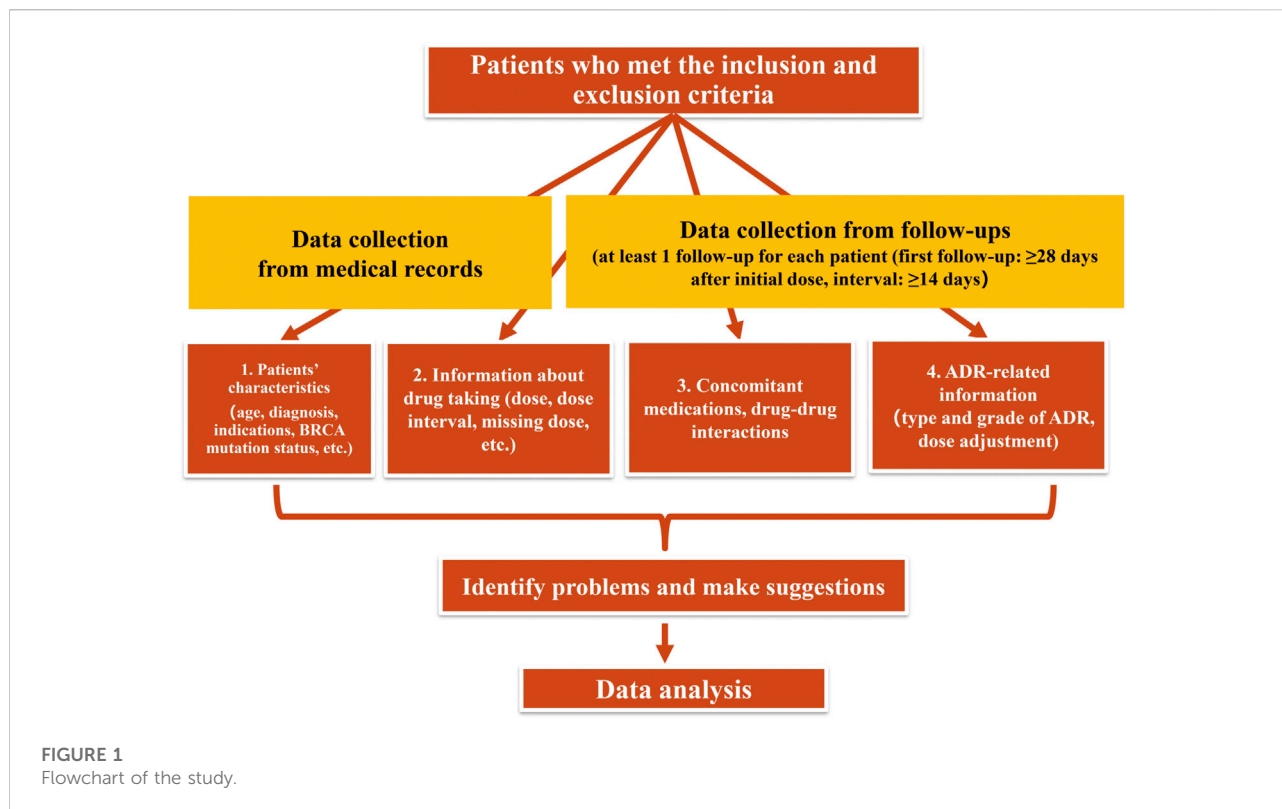 Patients who met the inclusion and
exclusion criteria
Data collection
from medical records
Data collection from follow-ups
(at least 1 follow-up for each patient (first follow-up: ≥28 days
after initial dose, interval: ≥14 days）
1. Patients’
characteristics
（age, diagnosis,
indications, BRCA
mutation status, etc.)
2. Information about
drug taking (dose, dose
interval, missing dose,
etc.)
3. Concomitant
medications, drug-drug
interactions
4. ADR-related
information
（type and grade of ADR,
dose adjustment)
Identify problems and make suggestions
Data analysis
FIGURE 1
Flowchart of the study.